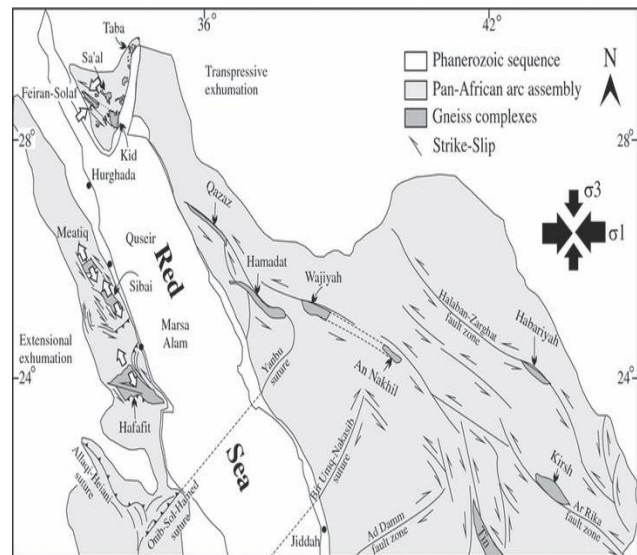 36°
42°
Taba
Sa'al
Feiran-Solaf
Transpressive
exhumation
Phanerozoic sequence
Pan-African arc assembly
Gneiss complexes
Strike-Slip
N
28°
28°
Kid
Hurghada
Qazaz
σ3
σ1
Meatiq
Quseir
Sibai
Red
Hamadat
Wajiyah
Halaban-Zarghat
fault zone
Habariyah
Marsa
Alam
Extensional
exhumation
Yanbu
suture
An Nakhil
24°
24°
Hafafit
Sea
Bir Umq-Nakasib
suture
Kirsh
Allaqi-Heiani
suture
Onib-Sol-Hamed
suture
Jiddah
Ad Damm
fault zone
Ar Rika
fault zone